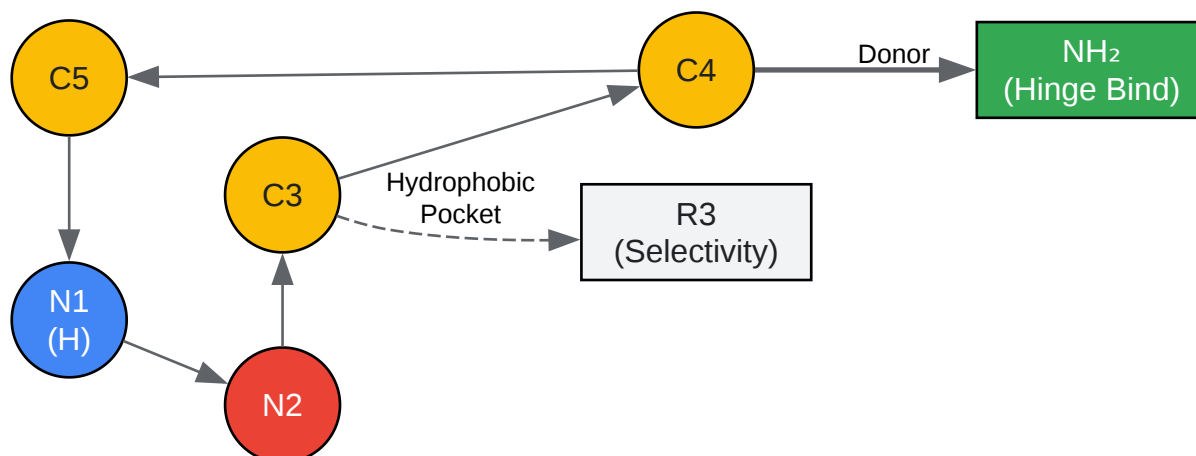 C5
C4
Donor
NH₂
(Hinge Bind)
C3
Hydrophobic
Pocket
R3
(Selectivity)
N1
(H)
N2